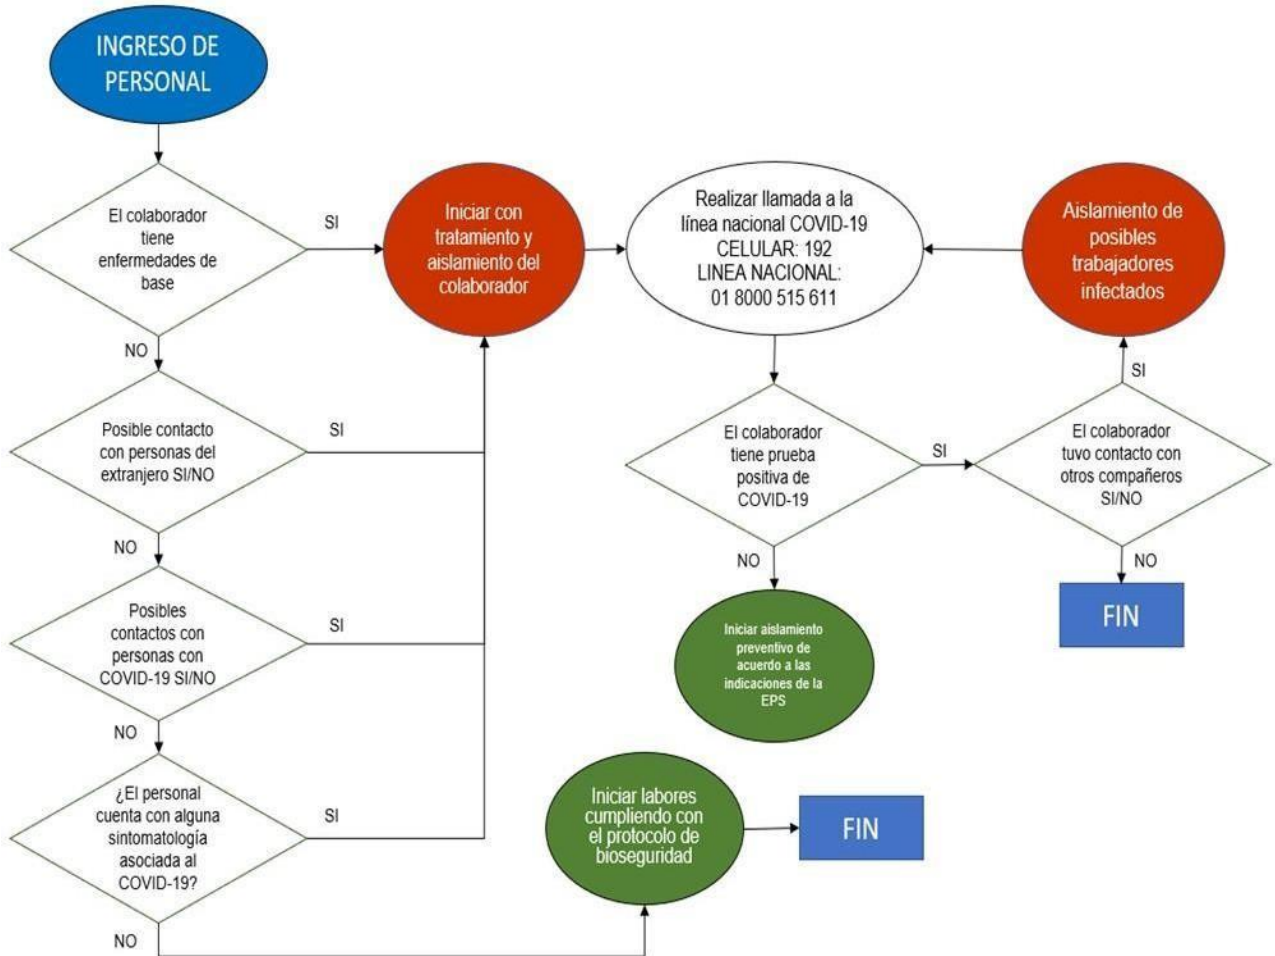 INGRESO DE
PERSONAL
El colaborador
tiene
enfermedades de
base
SI
NO
Iniciar con
tratamiento y
aislamiento del
colaborador
Realizar llamada a la
línea nacional COVID-19
CELULAR: 192
LINEA NACIONAL:
01 8000 515 611
Aislamiento de
posibles
trabajadores
infectados
Posible contacto
con personas del
extranjero SI/NO
SI
NO
El colaborador
tiene prueba
positiva de
COVID-19
SI
NO
El colaborador
tuvo contacto con
otros compañeros
SI/NO
SI
NO
FIN
Posibles
contactos con
personas con
COVID-19 SI/NO
SI
NO
Iniciar aislamiento
preventivo de
acuerdo a las
indicaciones de la
EPS
¿El personal
cuenta con alguna
sintomatología
asociada al
COVID-19?
SI
NO
Iniciar labores
cumpliendo con
el protocolo de
bioseguridad
FIN